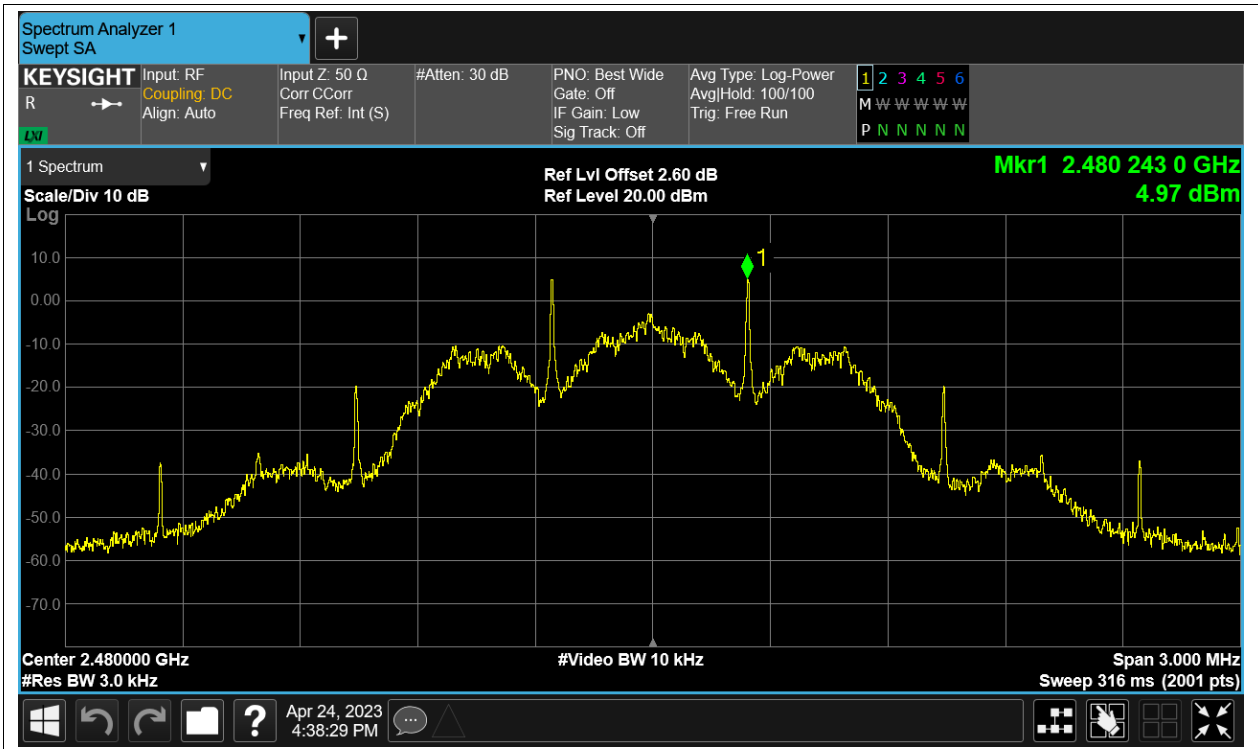 Spectrum Analyzer 1
Swept SA
KEYSIGHT
R
LXI
Input: RF
Coupling: DC
Align: Auto
Input Z: 50 Ω
Corr CCorr
Freq Ref: Int (S)
#Atten: 30 dB
PNO: Best Wide
Gate: Off
IF Gain: Low
Sig Track: Off
Avg Type: Log-Power
Avg|Hold: 100/100
Trig: Free Run
1 2 3 4 5 6
M W W W W W W
P N N N N N N
1 Spectrum
Scale/Div 10 dB
Log
Ref Lvl Offset 2.60 dB
Ref Level 20.00 dBm
Mkr1 2.480 243 0 GHz
4.97 dBm
1
10.0
0.00
-10.0
-20.0
-30.0
-40.0
-50.0
-60.0
-70.0
Center 2.480000 GHz
#Res BW 3.0 kHz
#Video BW 10 kHz
Span 3.000 MHz
Sweep 316 ms (2001 pts)
?
Apr 24, 2023
4:38:29 PM